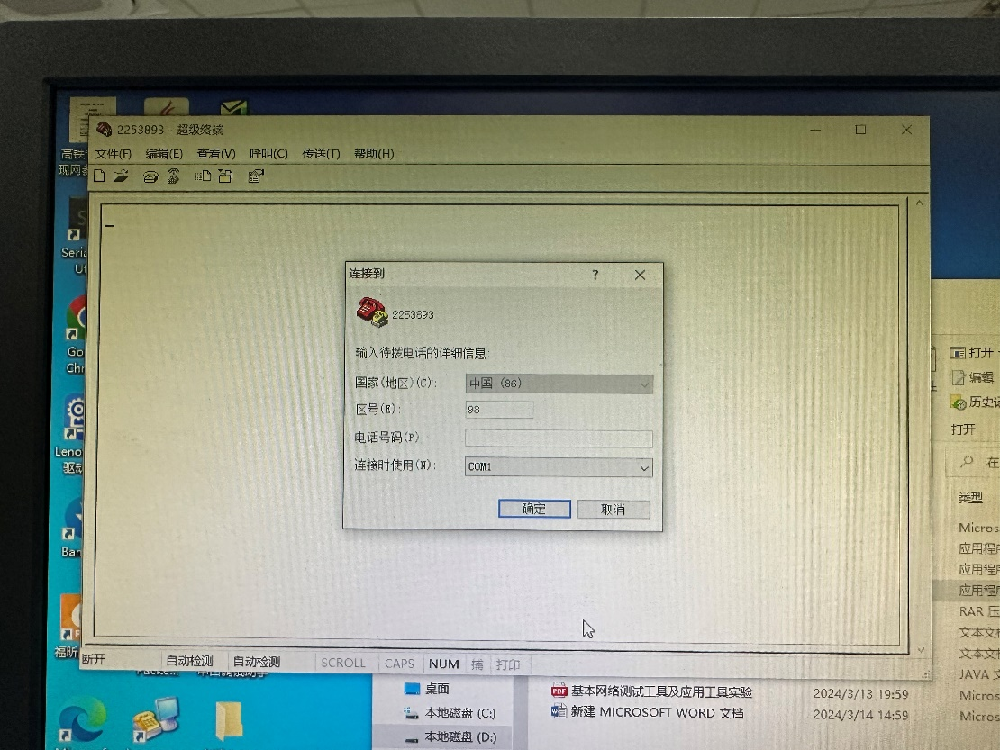 2253893 - 超级终端
文件(F) 编辑(E) 查看(V) 呼叫(C) 传送(T) 帮助(H)
连接到 ?
2253893
输入待拨电话的详细信息:
国家(地区)(C): 中国 (86)
区号(E): 98
电话号码(P):
连接时使用(N): COM1
确定 取消
断开 自动检测 自动检测 SCROLL CAPS NUM 捕 打印
高铁
现网
Seria
Ut
Go
Chr
Leno
驱动
Ban
福昕
打开
编辑
历史记
打开
在
类型
Micros
应用程序
应用程序
应用程序
RAR 压
文本文档
文本文档
JAVA 文
Micros
Micros
桌面
本地磁盘 (C:)
本地磁盘 (D:)
PDF 基本网络测试工具及应用工具实验 2024/3/13 19:59
新建 MICROSOFT WORD 文档 2024/3/14 14:59